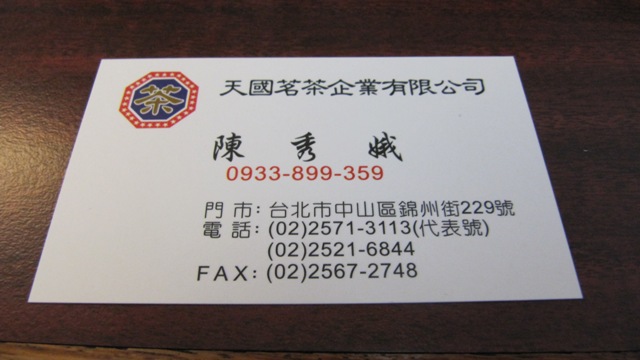 茶
天國茗茶企業有限公司
陳秀娥
0933-899-359
門市: 台北市中山區錦州街229號
電話: (02)2571-3113(代表號)
(02)2521-6844
FAX: (02)2567-2748